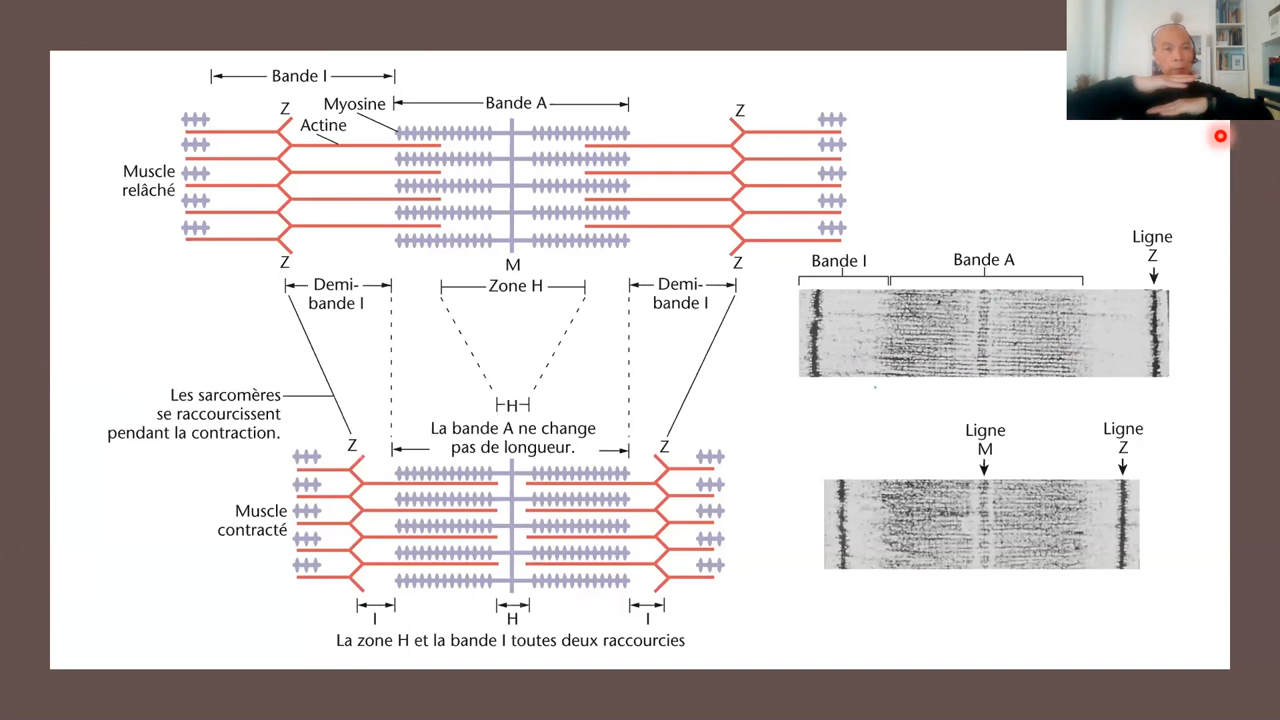 Bande I
Z
Myosine
Bande A
Z
Actine
Muscle
relâché
Z
M
Z
Demi-
bande I
Zone H
Demi-
bande I
Les sarcomères
se raccourcissent
pendant la contraction.
H
La bande A ne change
pas de longueur.
Z
Z
Muscle
contracté
I
H
I
La zone H et la bande I toutes deux raccourcies
Bande I
Bande A
Ligne
Z
Ligne
M
Ligne
Z